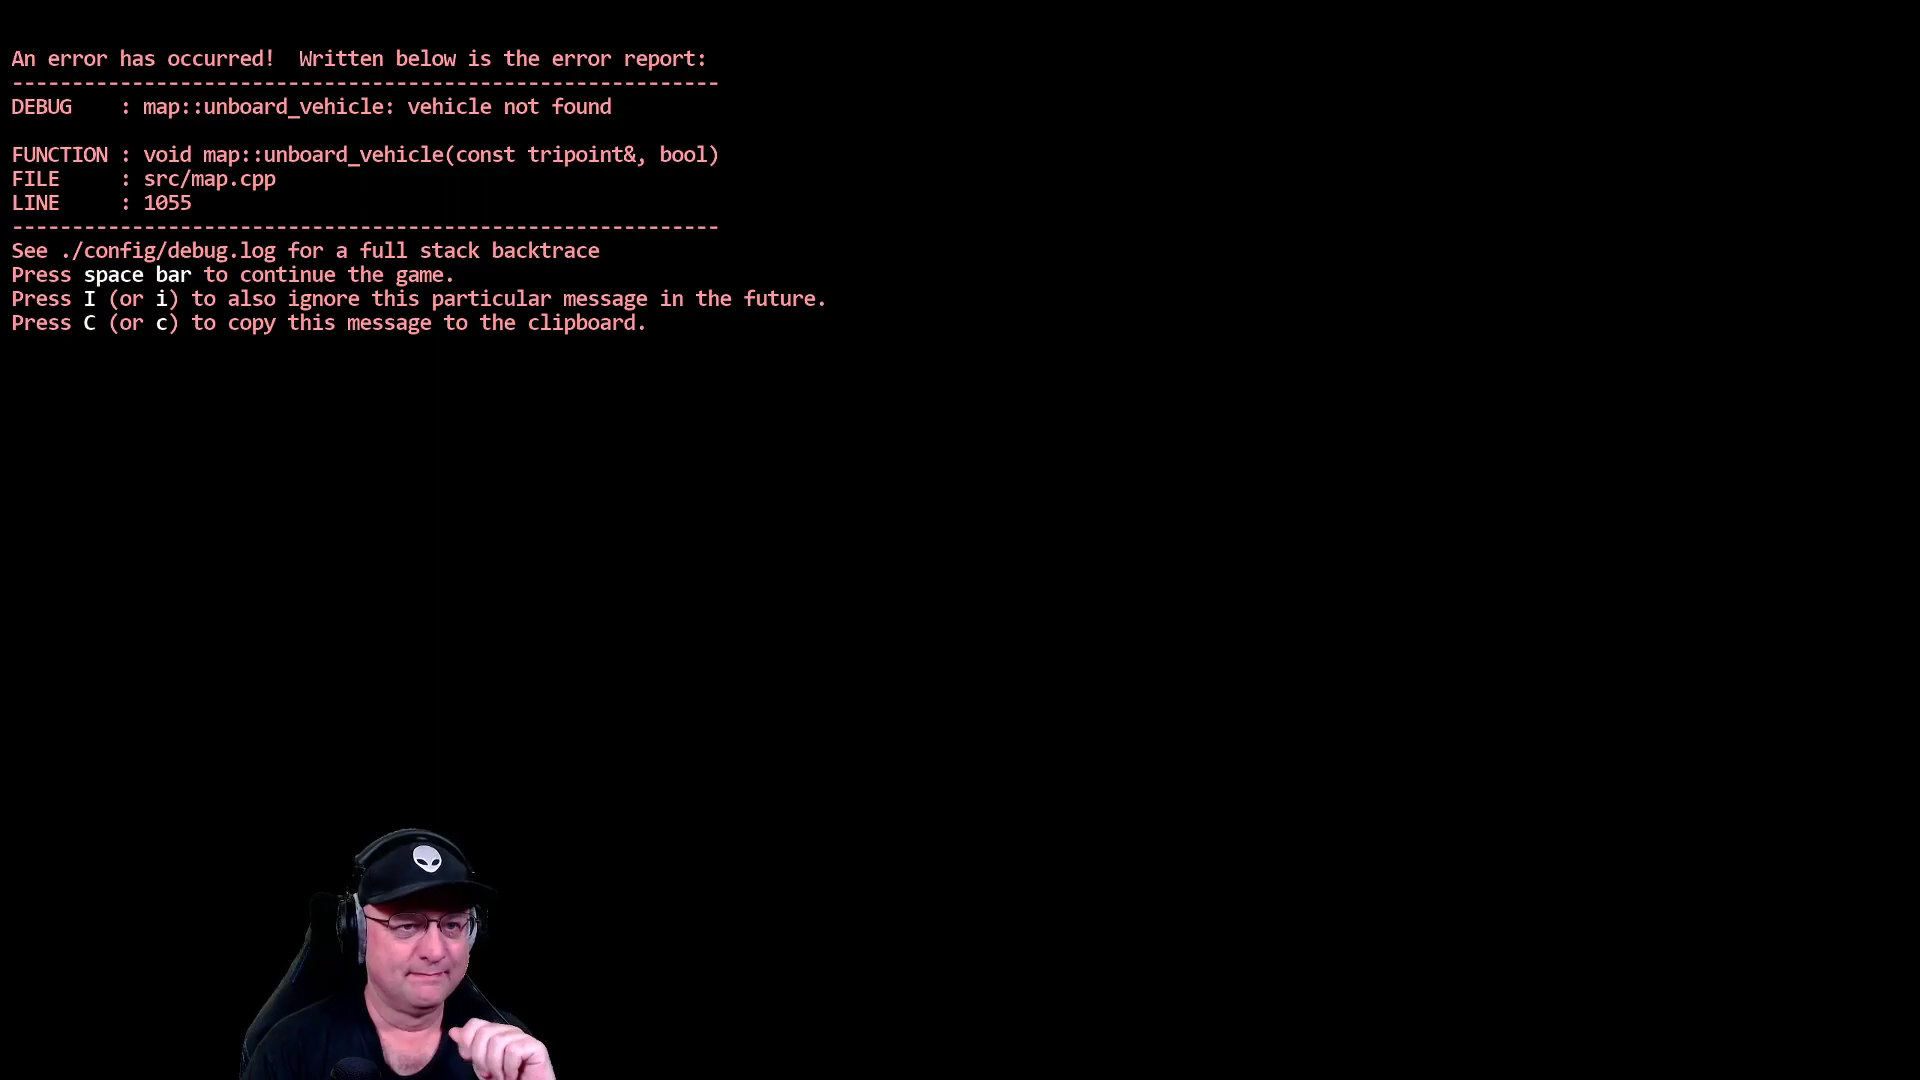 An error has occurred!  Written below is the error report:
-----------------------------------------------------------
DEBUG    : map::unboard_vehicle: vehicle not found
FUNCTION : void map::unboard_vehicle(const tripoint&, bool)
FILE     : src/map.cpp
LINE     : 1055
-----------------------------------------------------------
See ./config/debug.log for a full stack backtrace
Press space bar to continue the game.
Press I (or i) to also ignore this particular message in the future.
Press C (or c) to copy this message to the clipboard.